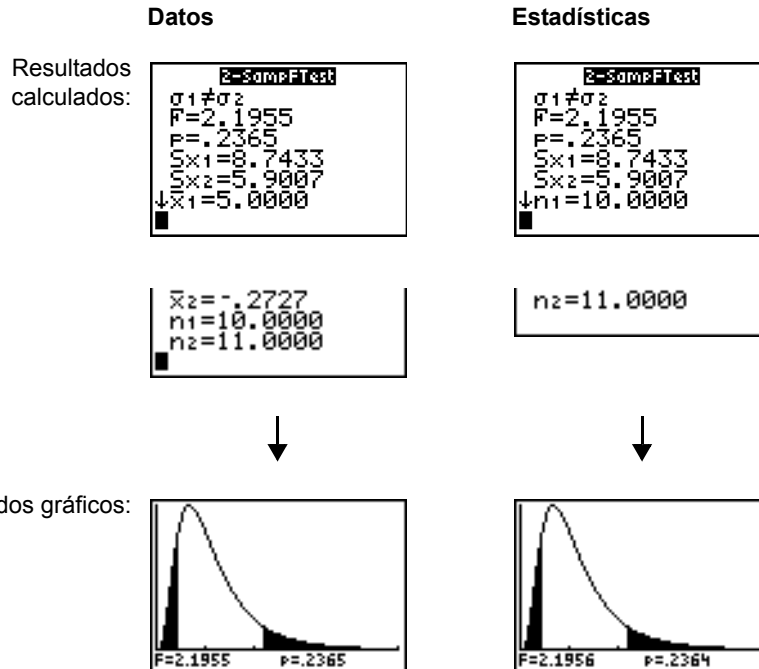 Datos
Estadísticas
Resultados
calculados:
2-SampFTest
σ1≠σ2
F=2.1955
p=.2365
Sx1=8.7433
Sx2=5.9007
↓x̄1=5.0000
2-SampFTest
σ1≠σ2
F=2.1955
p=.2365
Sx1=8.7433
Sx2=5.9007
↓n1=10.0000
x̄2=-.2727
n1=10.0000
n2=11.0000
n2=11.0000
dos gráficos:
F=2.1955 p=.2365
F=2.1956 p=.2364